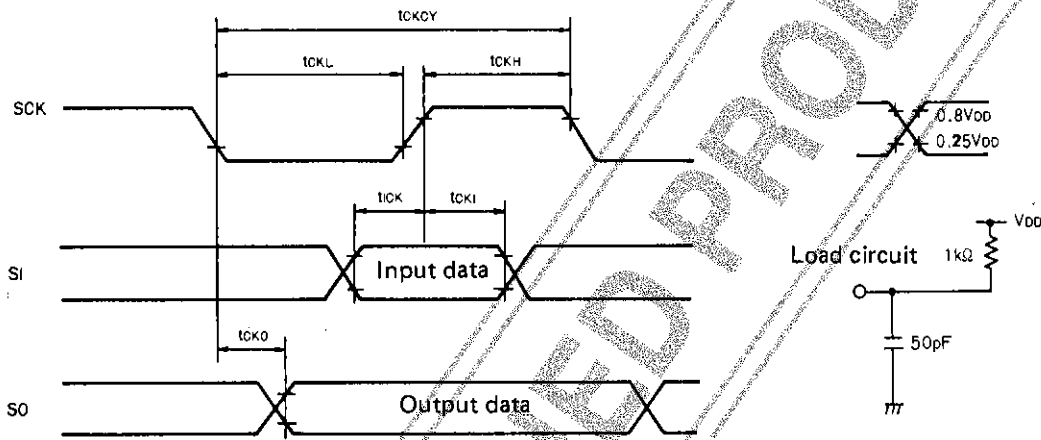 tCKCY
tCKL
tCKH
SCK
0.8VDD
0.25VDD
tICK
tCKI
VDD
Load circuit
1kΩ
SI
Input data
tCKO
50pF
SO
Output data